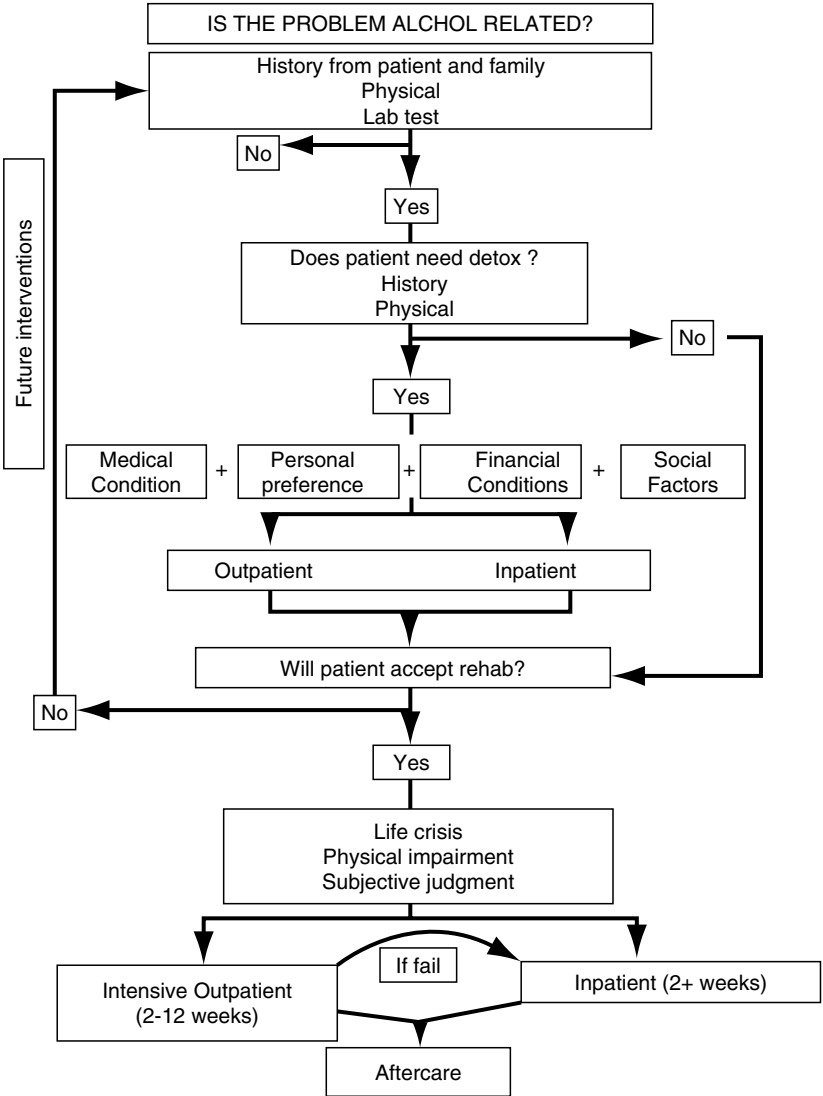 IS THE PROBLEM ALCHOL RELATED?
History from patient and family
Physical
Lab test
No
Yes
Future interventions
Does patient need detox ?
History
Physical
No
Yes
Medical
Condition
+
Personal
preference
+
Financial
Conditions
+
Social
Factors
Outpatient
Inpatient
Will patient accept rehab?
No
Yes
Life crisis
Physical impairment
Subjective judgment
If fail
Intensive Outpatient
(2-12 weeks)
Inpatient (2+ weeks)
Aftercare